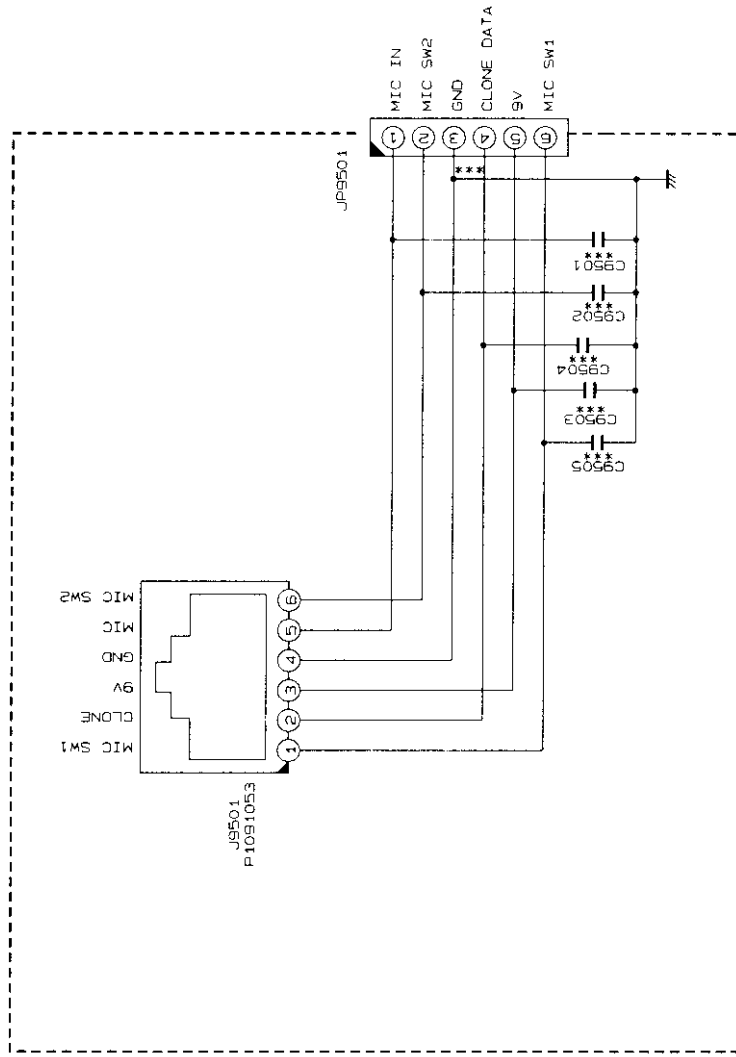 JP9501
1 MIC IN
2 MIC SW2
3 GND
4 CLONE DATA
5 9V
6 MIC SW1
***
***
C9501
***
C9502
***
C9504
***
C9503
***
C9505
MIC SW2 6
MIC 5
GND 4
9V 3
CLONE 2
MIC SW1 1
J9501
P1091053